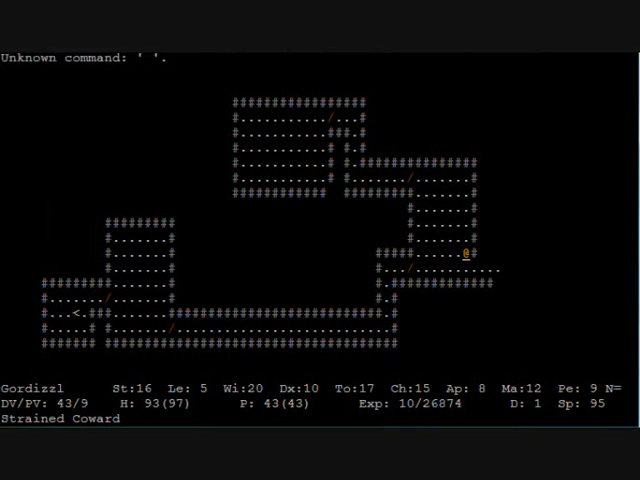 Unknown command: ' '.
Gordizzl St:16 Le: 5 Wi:20 Dx:10 To:17 Ch:15 Ap: 8 Ma:12 Pe: 9 N=
DV/PV: 43/9 H: 93(97) P: 43(43) Exp: 10/26874 D: 1 Sp: 95
Strained Coward